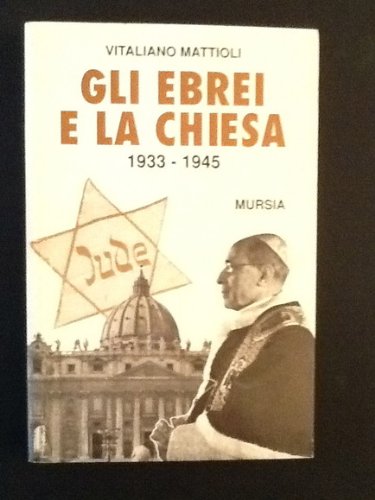 VITALIANO MATTIOLI
GLI EBREI
E LA CHIESA
1933 - 1945
MURSIA
Jude